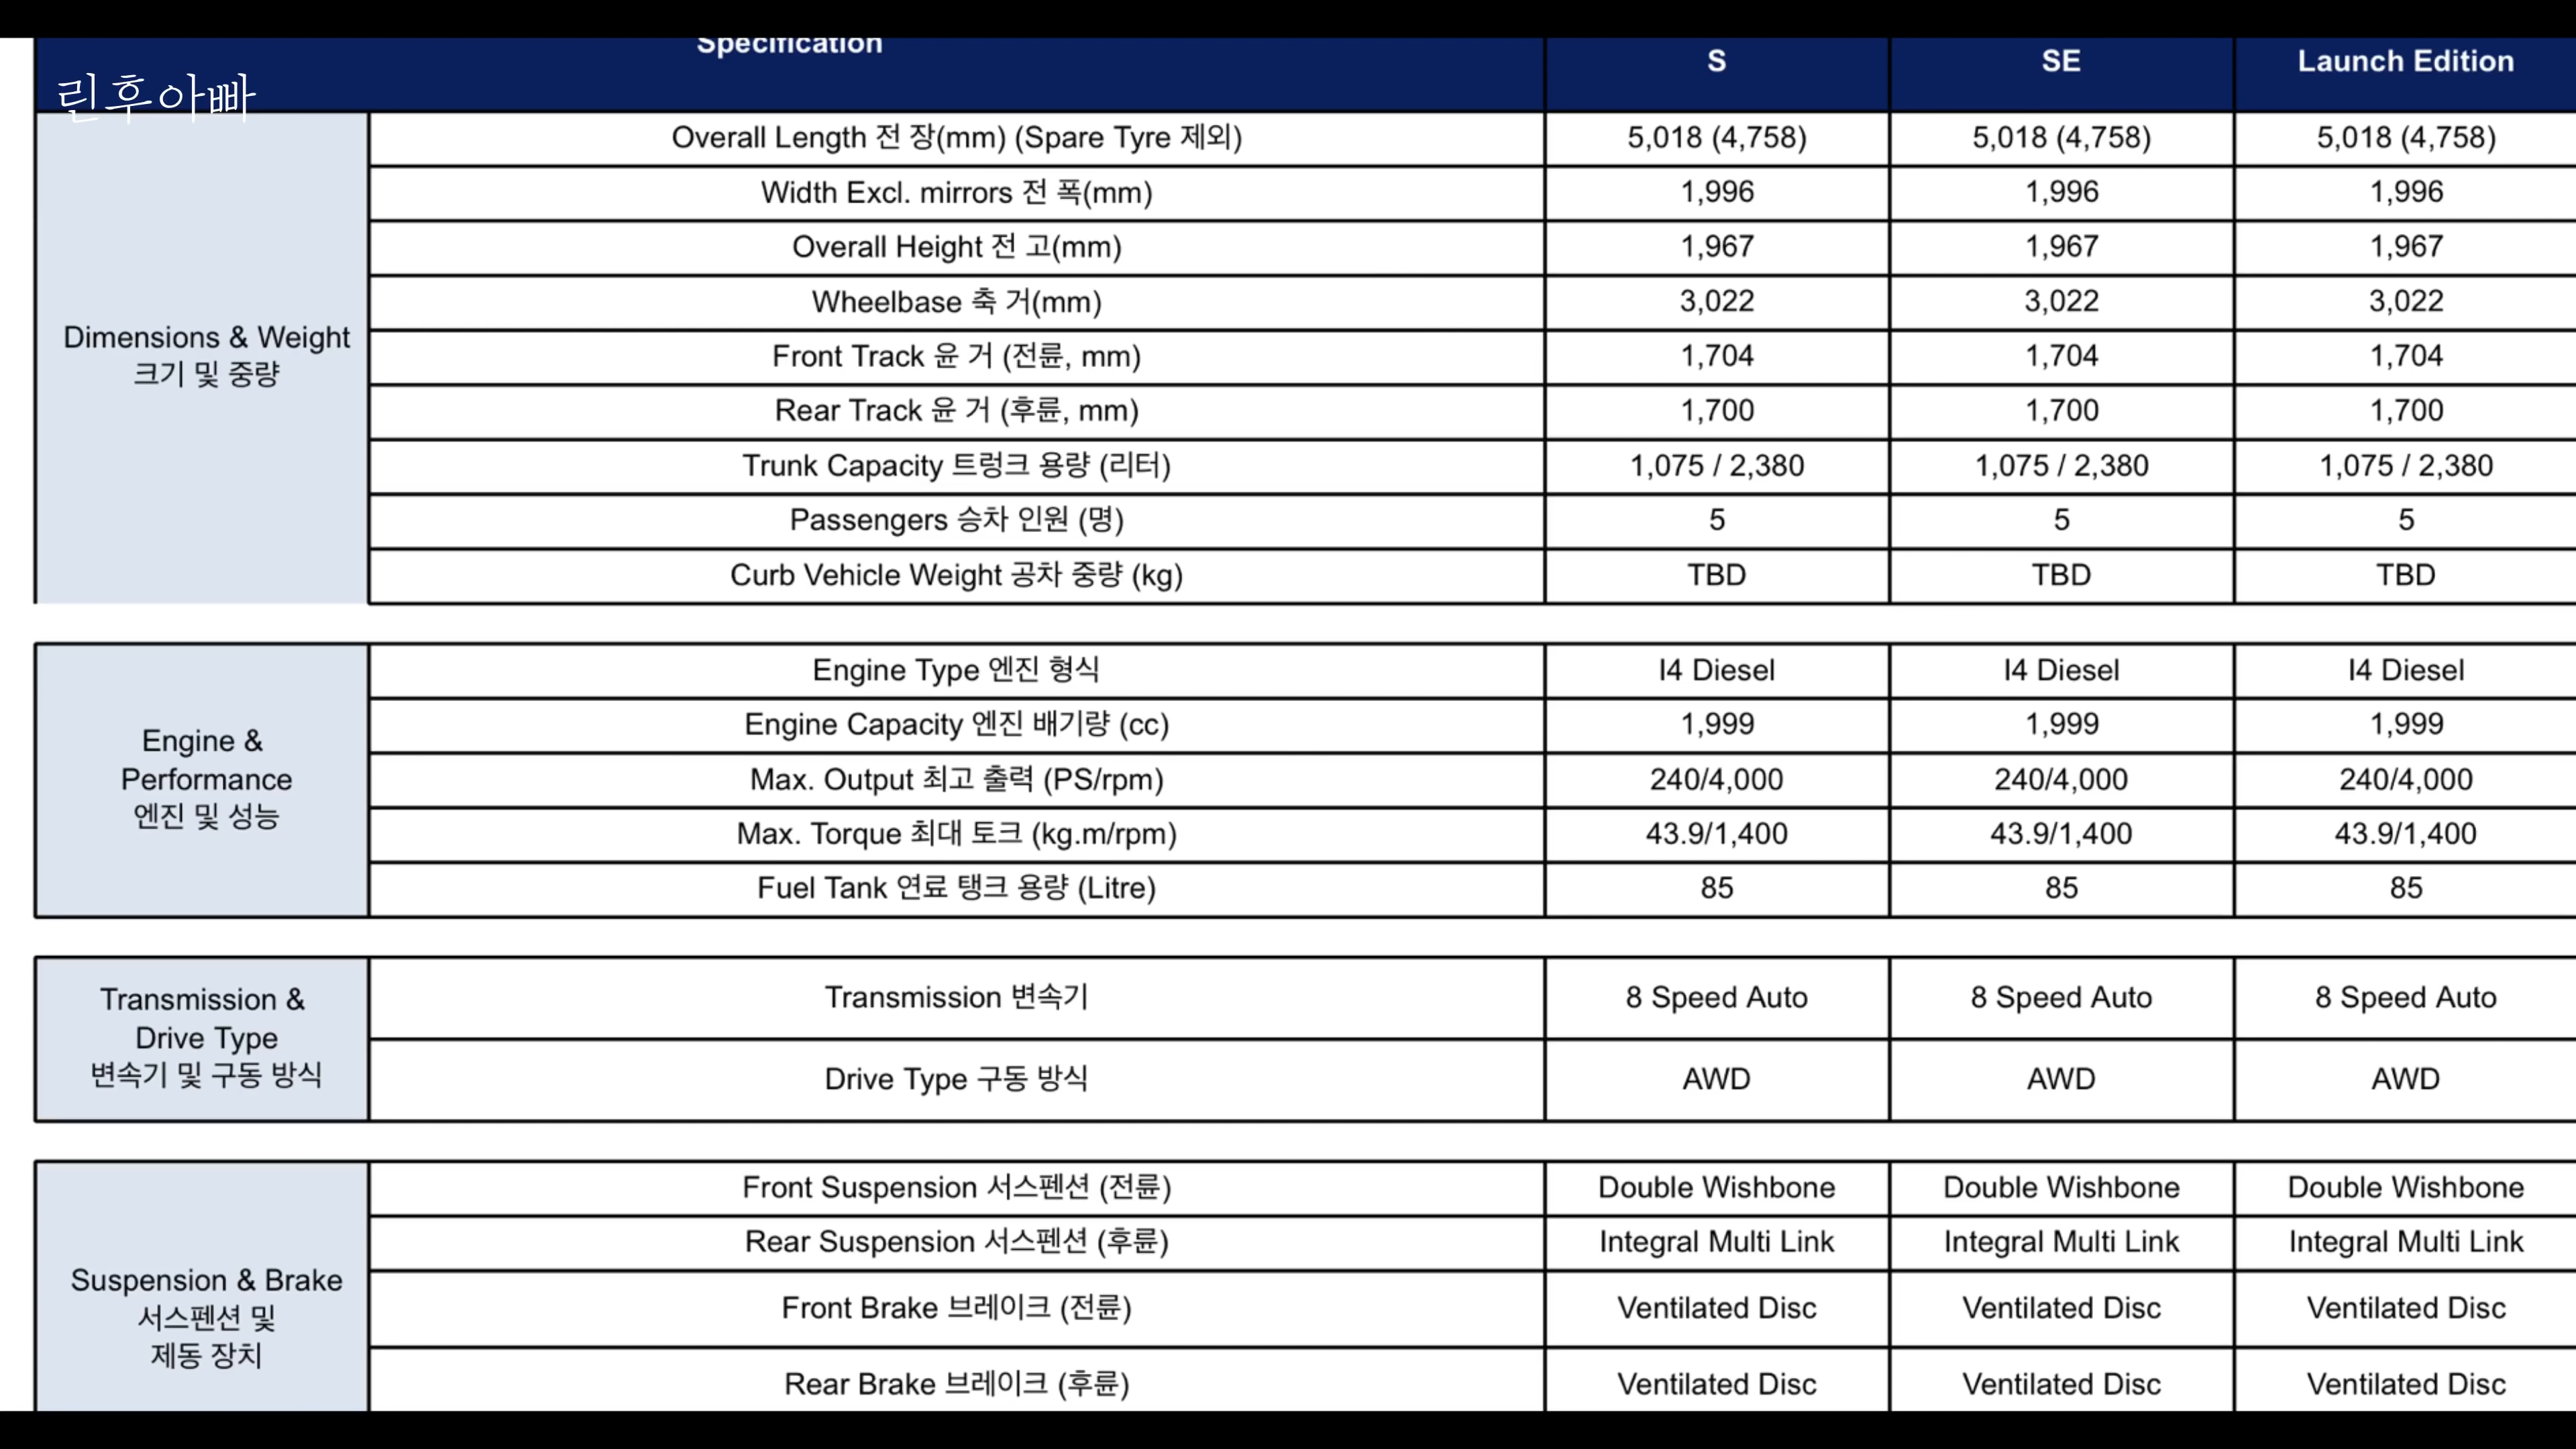 Specification S SE Launch Edition
린후아빠
Overall Length 전 장(mm) (Spare Tyre 제외) 5,018 (4,758) 5,018 (4,758) 5,018 (4,758)
Width Excl. mirrors 전 폭(mm) 1,996 1,996 1,996
Overall Height 전 고(mm) 1,967 1,967 1,967
Wheelbase 축 거(mm) 3,022 3,022 3,022
Dimensions & Weight
크기 및 중량
Front Track 윤 거 (전륜, mm) 1,704 1,704 1,704
Rear Track 윤 거 (후륜, mm) 1,700 1,700 1,700
Trunk Capacity 트렁크 용량 (리터) 1,075 / 2,380 1,075 / 2,380 1,075 / 2,380
Passengers 승차 인원 (명) 5 5 5
Curb Vehicle Weight 공차 중량 (kg) TBD TBD TBD
Engine &
Performance
엔진 및 성능
Engine Type 엔진 형식 I4 Diesel I4 Diesel I4 Diesel
Engine Capacity 엔진 배기량 (cc) 1,999 1,999 1,999
Max. Output 최고 출력 (PS/rpm) 240/4,000 240/4,000 240/4,000
Max. Torque 최대 토크 (kg.m/rpm) 43.9/1,400 43.9/1,400 43.9/1,400
Fuel Tank 연료 탱크 용량 (Litre) 85 85 85
Transmission &
Drive Type
변속기 및 구동 방식
Transmission 변속기 8 Speed Auto 8 Speed Auto 8 Speed Auto
Drive Type 구동 방식 AWD AWD AWD
Suspension & Brake
서스펜션 및
제동 장치
Front Suspension 서스펜션 (전륜) Double Wishbone Double Wishbone Double Wishbone
Rear Suspension 서스펜션 (후륜) Integral Multi Link Integral Multi Link Integral Multi Link
Front Brake 브레이크 (전륜) Ventilated Disc Ventilated Disc Ventilated Disc
Rear Brake 브레이크 (후륜) Ventilated Disc Ventilated Disc Ventilated Disc